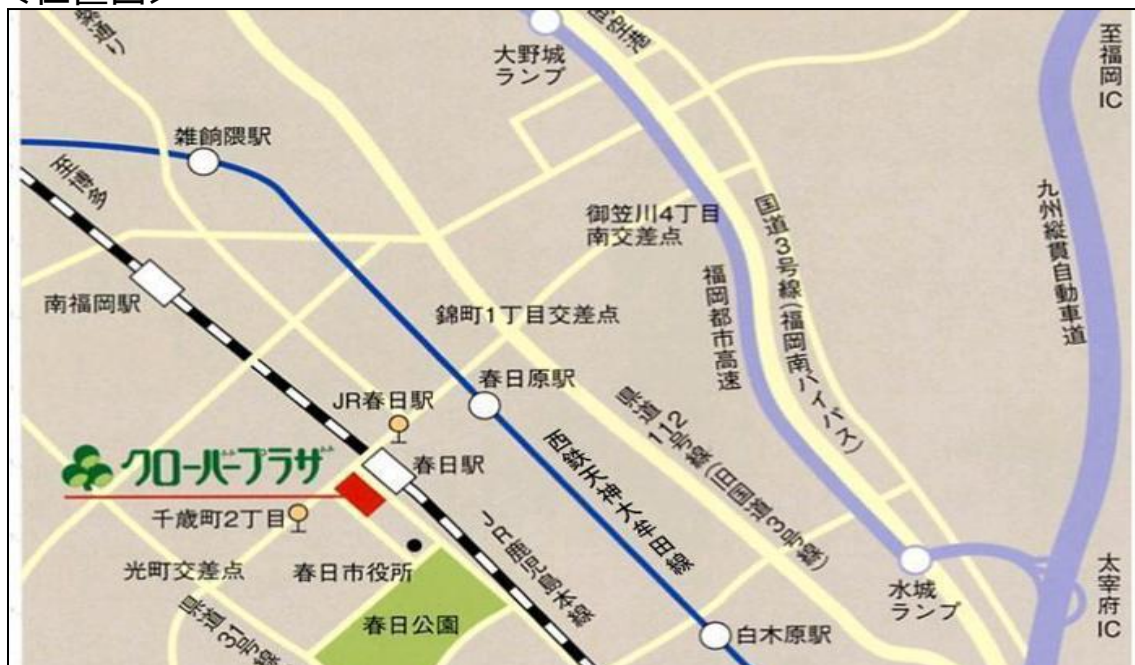 大野城
ランプ
至福岡IC
雑餉隈駅
至博多
九州縦貫自動車道
御笠川4丁目
南交差点
国道3号線(福岡南バイパス)
福岡都市高速
南福岡駅
錦町1丁目交差点
春日原駅
JR春日駅
県道112号線(旧国道3号線)
クローバープラザ
春日駅
西鉄天神大牟田線
千歳町2丁目
JR鹿児島本線
光町交差点
春日市役所
水城
ランプ
太宰府IC
県道31号線
春日公園
白木原駅